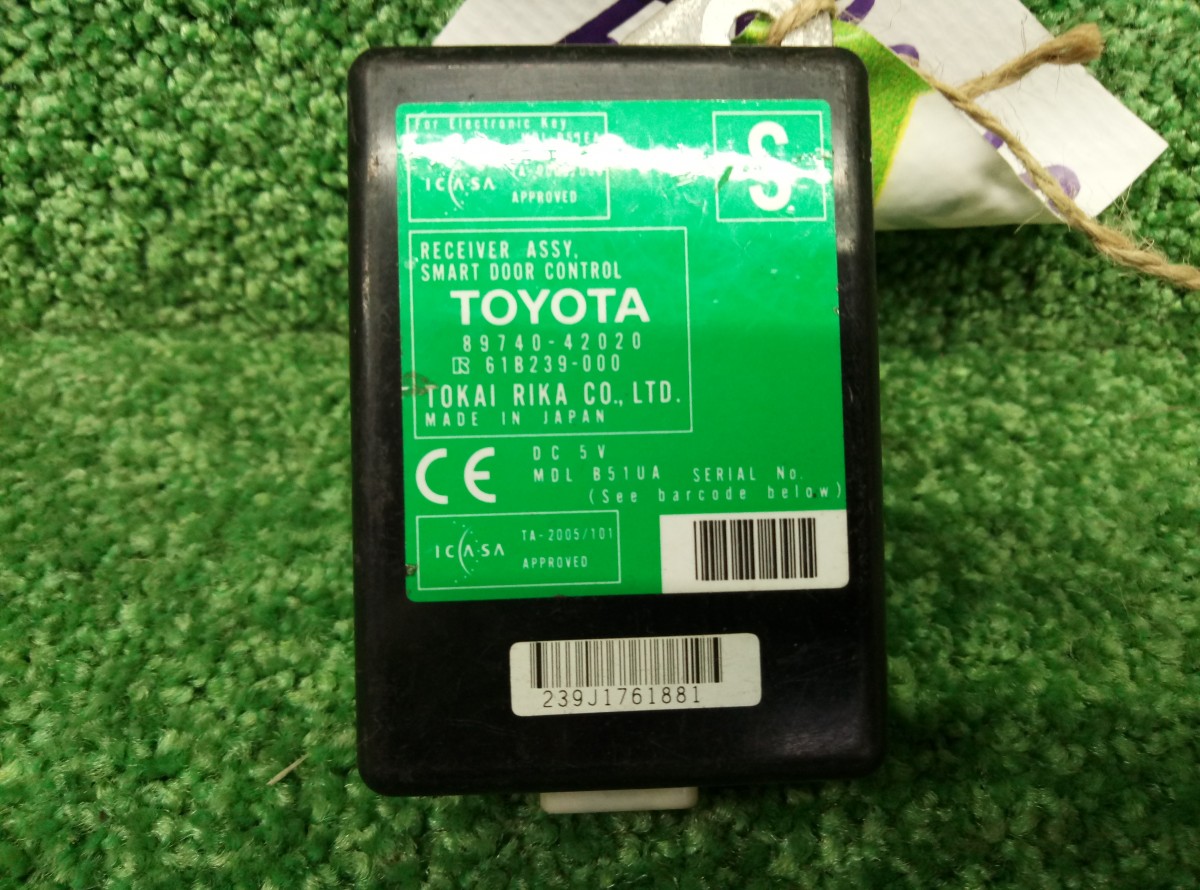 For Electronic Key
ICASA
APPROVED
S
RECEIVER ASSY,
SMART DOOR CONTROL
TOYOTA
89740-42020
R 61B239-000
TOKAI RIKA CO., LTD.
MADE IN JAPAN
CE
DC 5V
MDL B51UA SERIAL No.
(See barcode below)
ICASA
TA-2005/101
APPROVED
239J1761881